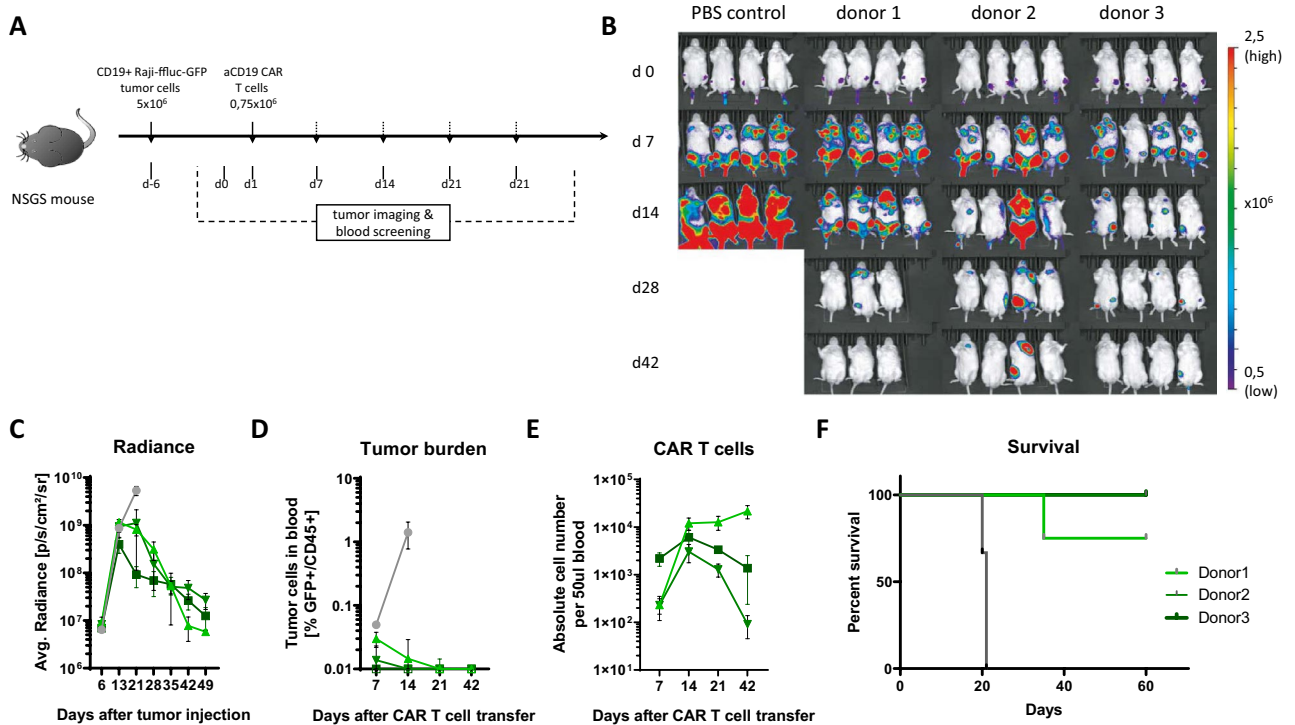 A
CD19+ Raji-ffluc-GFP
tumor cells
5x10⁶
aCD19 CAR
T cells
0,75x10⁶
NSGS mouse
d-6
d0
d1
d7
d14
d21
d21
tumor imaging &
blood screening
B
PBS control
donor 1
donor 2
donor 3
d 0
d 7
d14
d28
d42
2,5
(high)
x10⁶
0,5
(low)
C
Radiance
Avg. Radiance [p/s/cm²/sr]
10¹⁰
10⁹
10⁸
10⁷
10⁶
6 13 21 28 35 42 49
Days after tumor injection
D
Tumor burden
Tumor cells in blood
[% GFP+/CD45+]
10
1
0.1
0.01
7 14 21 42
Days after CAR T cell transfer
E
CAR T cells
Absolute cell number
per 50ul blood
1×10⁵
1×10⁴
1×10³
1×10²
1×10¹
7 14 21 42
Days after CAR T cell transfer
F
Survival
Percent survival
100
50
0
0 20 40 60
Days
Donor1
Donor2
Donor3